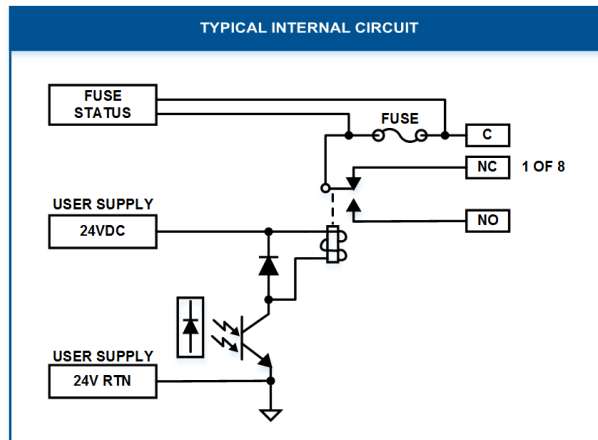 TYPICAL INTERNAL CIRCUIT
FUSE
STATUS
FUSE
C
NC
1 OF 8
NO
USER SUPPLY
24VDC
USER SUPPLY
24V RTN